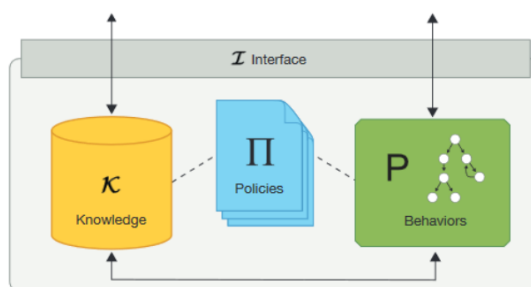 𝓘 Interface
𝒦
Knowledge
Π
Policies
P
Behaviors